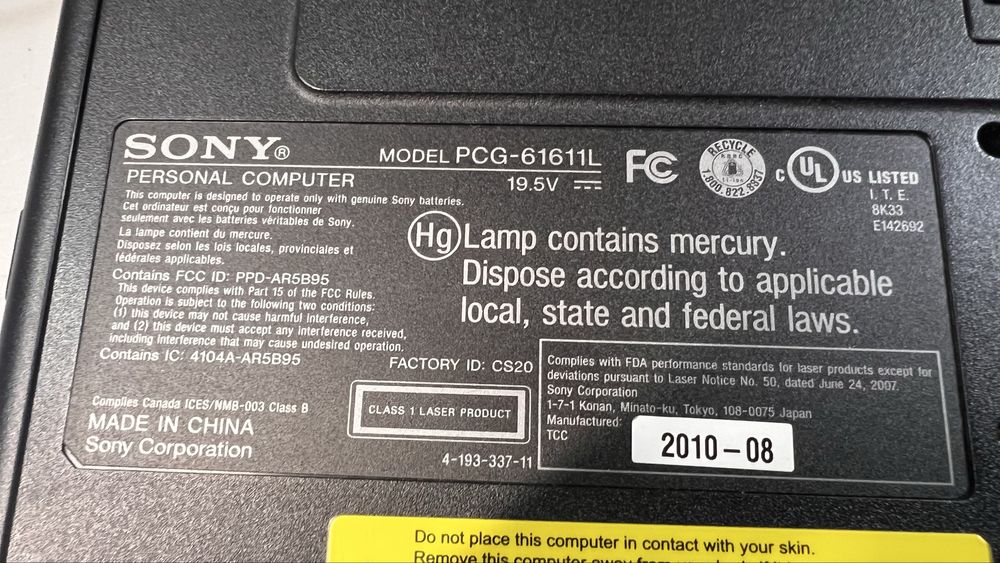 SONY®
MODEL PCG-61611L
PERSONAL COMPUTER
19.5V
FC
RECYCLE
1.800.822.8837
C UL US LISTED
I. T. E.
8K33
E142692
This computer is designed to operate only with genuine Sony batteries.
Cet ordinateur est conçu pour fonctionner
seulement avec les batteries véritables de Sony.
La lampe contient du mercure.
Disposez selon les lois locales, provinciales et
fédérales applicables.
Hg Lamp contains mercury.
Dispose according to applicable
local, state and federal laws.
Contains FCC ID: PPD-AR5B95
This device complies with Part 15 of the FCC Rules.
Operation is subject to the following two conditions:
(1) this device may not cause harmful interference,
and (2) this device must accept any interference received,
including interference that may cause undesired operation.
Contains IC: 4104A-AR5B95
FACTORY ID: CS20
Complies Canada ICES/NMB-003 Class B
MADE IN CHINA
Sony Corporation
CLASS 1 LASER PRODUCT
4-193-337-11
Complies with FDA performance standards for laser products except for
deviations pursuant to Laser Notice No. 50, dated June 24, 2007.
Sony Corporation
1-7-1 Konan, Minato-ku, Tokyo, 108-0075 Japan
Manufactured:
TCC
2010-08
Do not place this computer in contact with your skin.
Remove this computer away from